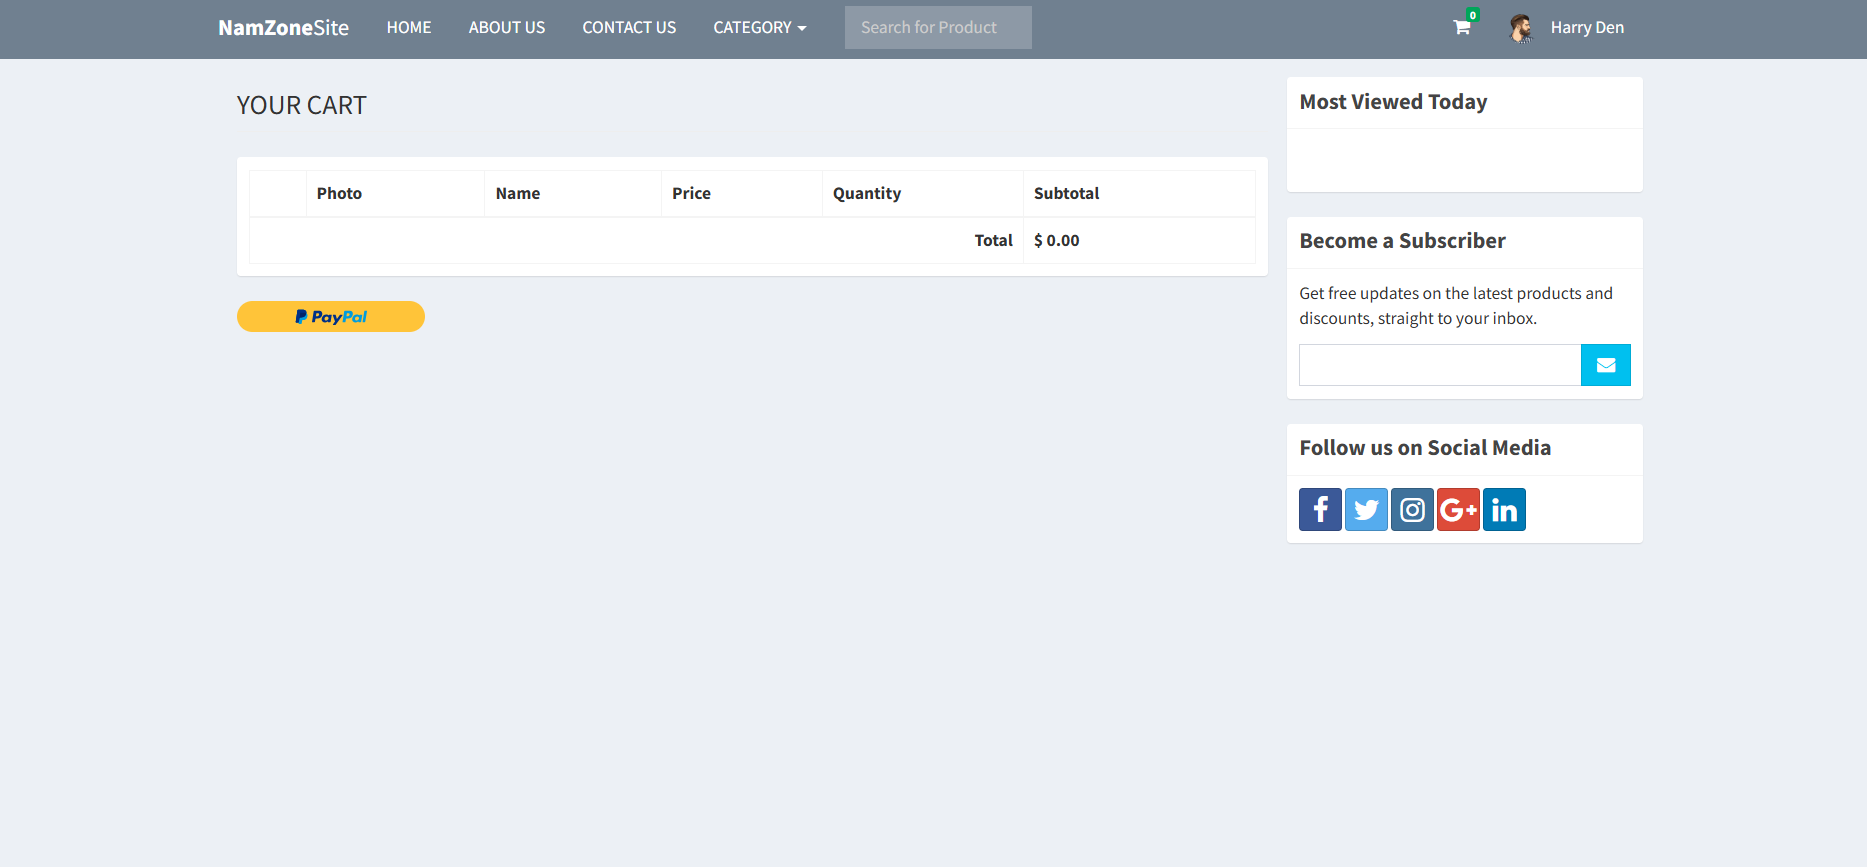 NamZoneSite HOME ABOUT US CONTACT US CATEGORY Search for Product 0 Harry Den
YOUR CART
Photo Name Price Quantity Subtotal
Total $ 0.00
PayPal
Most Viewed Today
Become a Subscriber
Get free updates on the latest products and
discounts, straight to your inbox.
Follow us on Social Media
f G+ in